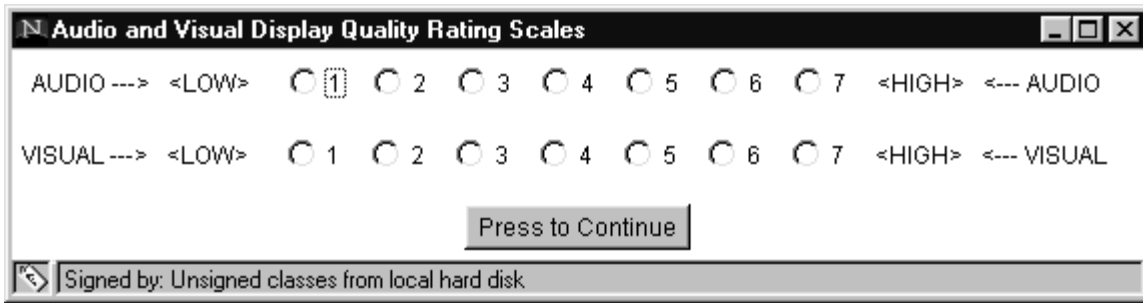 N Audio and Visual Display Quality Rating Scales
AUDIO ---> <LOW> 1 2 3 4 5 6 7 <HIGH> <--- AUDIO
VISUAL ---> <LOW> 1 2 3 4 5 6 7 <HIGH> <--- VISUAL
Press to Continue
Signed by: Unsigned classes from local hard disk